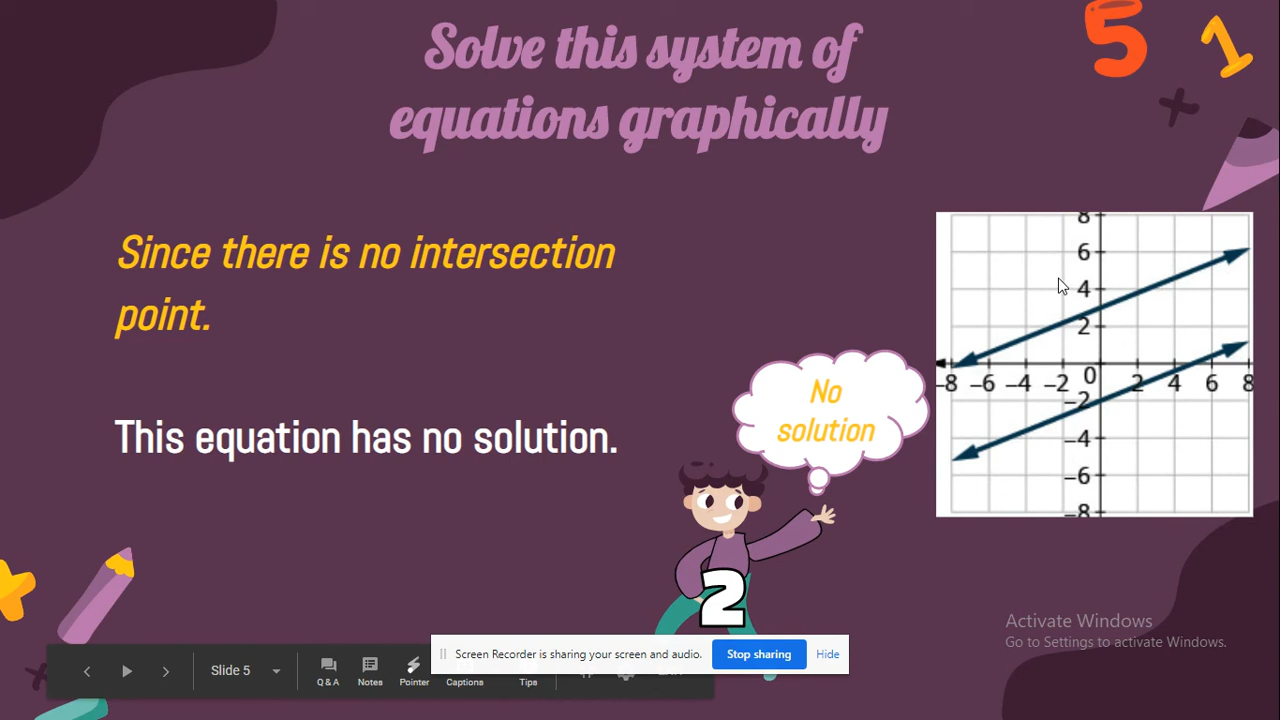 Solve this system of
equations graphically
5 1
Since there is no intersection
point.
This equation has no solution.
No
solution
8
6
4
2
-8 -6 -4 -2 0 2 4 6 8
-2
-4
-6
-8
2
Activate Windows
Go to Settings to activate Windows.
Screen Recorder is sharing your screen and audio. Stop sharing Hide
Slide 5 Q & A Notes Pointer Captions Tips